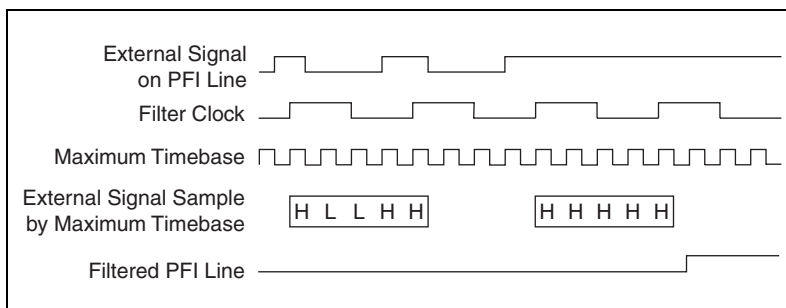 External Signal
on PFI Line
Filter Clock
Maximum Timebase
External Signal Sample
by Maximum Timebase
H L L H H
H H H H H
Filtered PFI Line